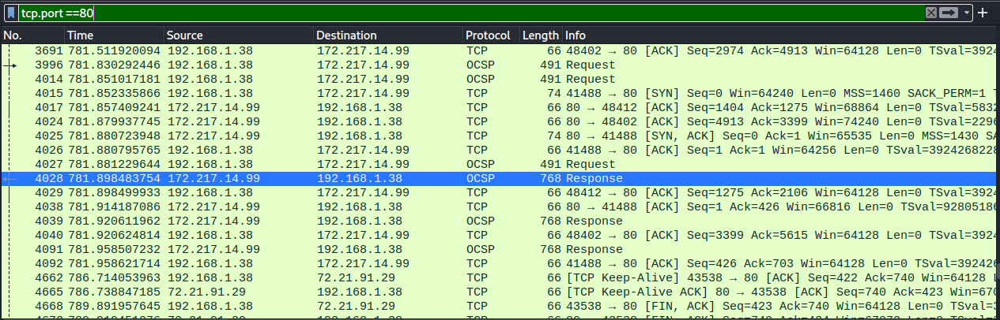 tcp.port ==80
No. Time Source Destination Protocol Length Info
3691 781.511920094 192.168.1.38 172.217.14.99 TCP 66 48402 → 80 [ACK] Seq=2974 Ack=4913 Win=64128 Len=0 TSval=3924
3996 781.830292446 192.168.1.38 172.217.14.99 OCSP 491 Request
4014 781.851017181 192.168.1.38 172.217.14.99 OCSP 491 Request
4015 781.852335866 192.168.1.38 172.217.14.99 TCP 74 41488 → 80 [SYN] Seq=0 Win=64240 Len=0 MSS=1460 SACK_PERM=1 T
4017 781.857409241 172.217.14.99 192.168.1.38 TCP 66 80 → 48412 [ACK] Seq=1404 Ack=1275 Win=68864 Len=0 TSval=5832
4024 781.879937745 172.217.14.99 192.168.1.38 TCP 66 80 → 48402 [ACK] Seq=4913 Ack=3399 Win=74240 Len=0 TSval=2296
4025 781.880723948 172.217.14.99 192.168.1.38 TCP 74 80 → 41488 [SYN, ACK] Seq=0 Ack=1 Win=65535 Len=0 MSS=1430 SA
4026 781.880795765 192.168.1.38 172.217.14.99 TCP 66 41488 → 80 [ACK] Seq=1 Ack=1 Win=64256 Len=0 TSval=3924268228
4027 781.881229644 192.168.1.38 172.217.14.99 OCSP 491 Request
4028 781.898483754 172.217.14.99 192.168.1.38 OCSP 768 Response
4029 781.898499933 192.168.1.38 172.217.14.99 TCP 66 48412 → 80 [ACK] Seq=1275 Ack=2106 Win=64128 Len=0 TSval=3924
4038 781.914187086 172.217.14.99 192.168.1.38 TCP 66 80 → 41488 [ACK] Seq=1 Ack=426 Win=66816 Len=0 TSval=92805186
4039 781.920611962 172.217.14.99 192.168.1.38 OCSP 768 Response
4040 781.920624814 192.168.1.38 172.217.14.99 TCP 66 48402 → 80 [ACK] Seq=3399 Ack=5615 Win=64128 Len=0 TSval=3924
4091 781.958507232 172.217.14.99 192.168.1.38 OCSP 768 Response
4092 781.958621714 192.168.1.38 172.217.14.99 TCP 66 41488 → 80 [ACK] Seq=426 Ack=703 Win=64128 Len=0 TSval=392426
4662 786.714053963 192.168.1.38 72.21.91.29 TCP 66 [TCP Keep-Alive] 43538 → 80 [ACK] Seq=422 Ack=740 Win=64128 L
4665 786.738847185 72.21.91.29 192.168.1.38 TCP 66 [TCP Keep-Alive ACK] 80 → 43538 [ACK] Seq=740 Ack=423 Win=670
4668 789.891957645 192.168.1.38 72.21.91.29 TCP 66 43538 → 80 [FIN, ACK] Seq=423 Ack=740 Win=64128 Len=0 TSval=3